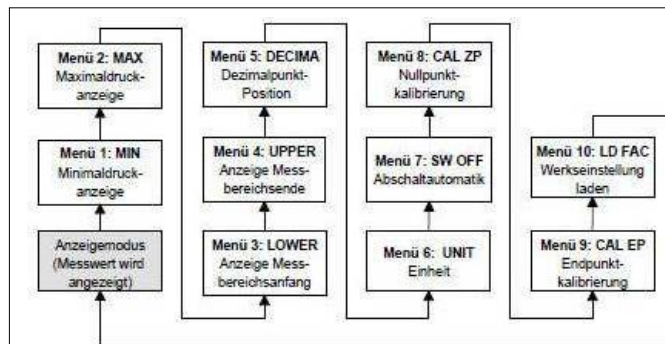 Menü 2: MAX
Maximaldruck-
anzeige
Menü 1: MIN
Minimaldruck-
anzeige
Anzeigemodus
(Messwert wird
angezeigt)
Menü 5: DECIMA
Dezimalpunkt-
Position
Menü 4: UPPER
Anzeige Mess-
bereichsende
Menü 3: LOWER
Anzeige Mess-
bereichsanfang
Menü 8: CAL ZP
Nullpunkt-
kalibrierung
Menü 7: SW OFF
Abschaltautomatik
Menü 6: UNIT
Einheit
Menü 10: LD FAC
Werkseinstellung
laden
Menü 9: CAL EP
Endpunkt-
kalibrierung